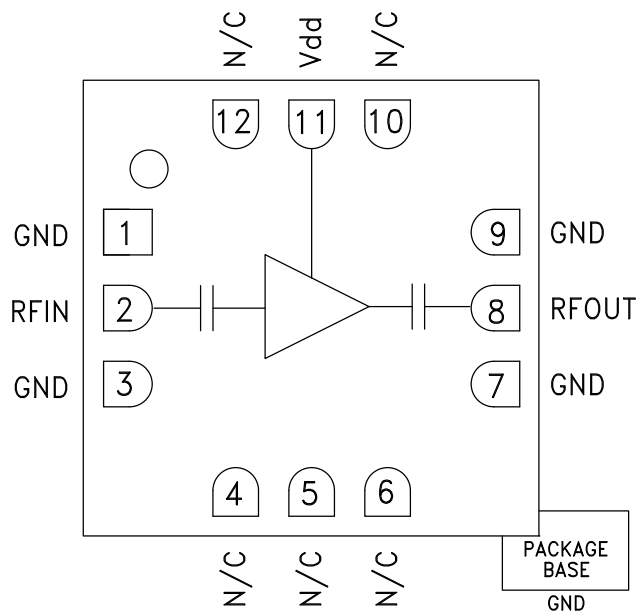 N/C Vdd N/C
12 11 10
GND 1 9 GND
RFIN 2 8 RFOUT
GND 3 7 GND
4 5 6
N/C N/C N/C
PACKAGE
BASE
GND